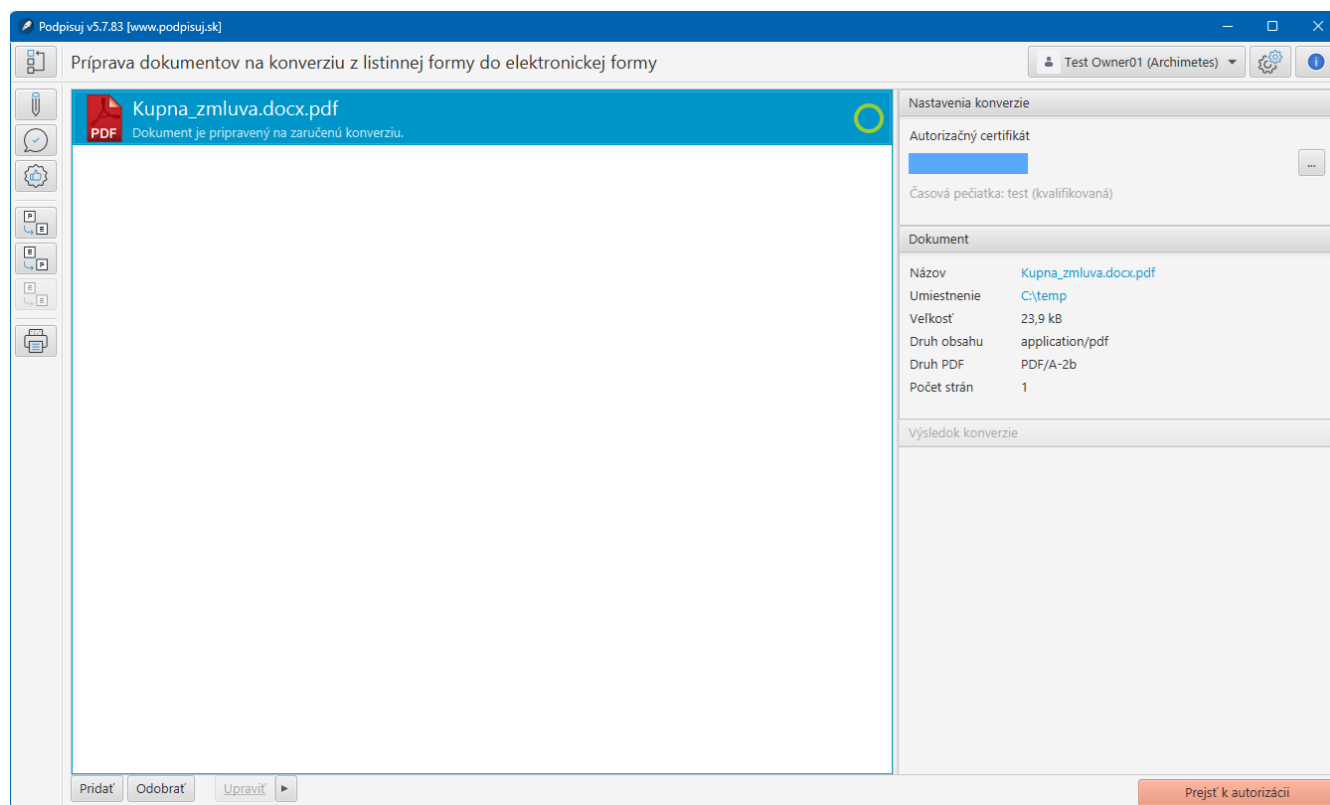 Podpisuj v5.7.83 [www.podpisuj.sk]
Príprava dokumentov na konverziu z listinnej formy do elektronickej formy
Test Owner01 (Archimetes)
Kupna_zmluva.docx.pdf
PDF
Dokument je pripravený na zaručenú konverziu.
P
E
E
P
E
E
Nastavenia konverzie
Autorizačný certifikát
...
Časová pečiatka: test (kvalifikovaná)
Dokument
Názov Kupna_zmluva.docx.pdf
Umiestnenie C:\temp
Veľkosť 23,9 kB
Druh obsahu application/pdf
Druh PDF PDF/A-2b
Počet strán 1
Výsledok konverzie
Pridať Odobrať Upraviť
Prejsť k autorizácii